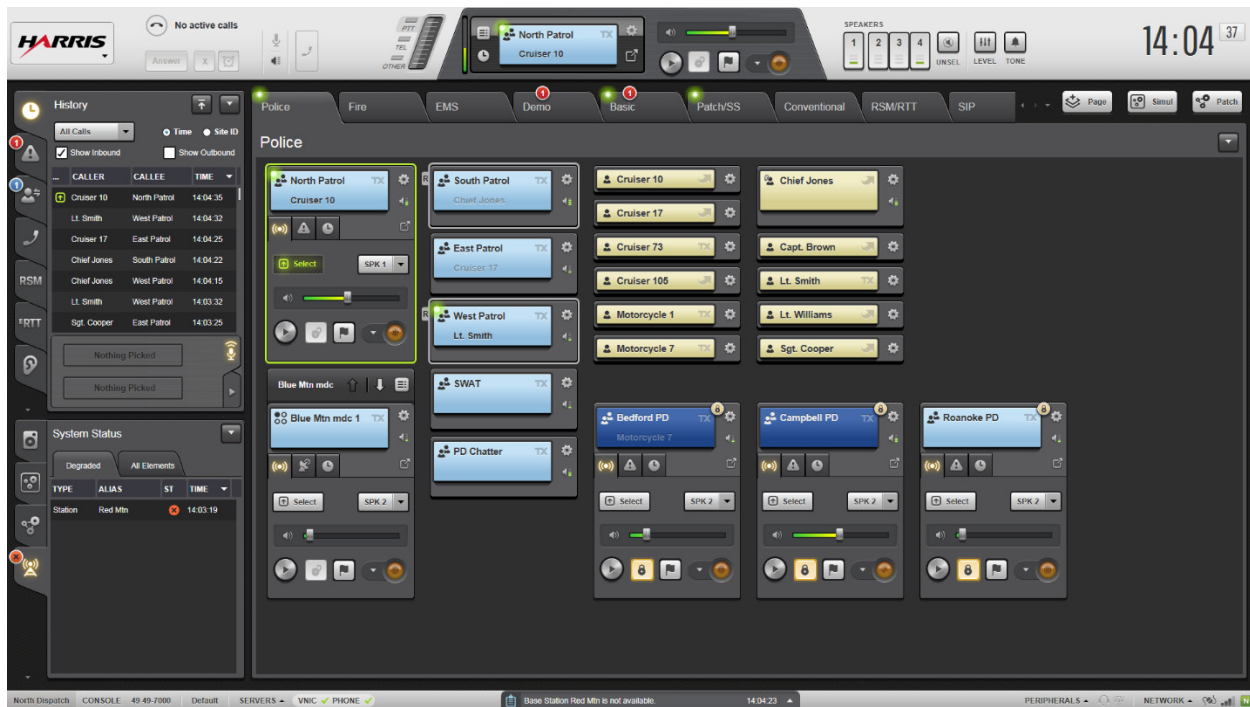 HARRIS
No active calls
Answer X
PTT
TEL
OTHER
North Patrol TX
Cruiser 10
SPEAKERS
1 2 3 4
UNSEL LEVEL TONE
14:04 37
History
All Calls Time Site ID
Show Inbound Show Outbound
... CALLER CALLEE TIME
Cruiser 10 North Patrol 14:04:35
Lt. Smith West Patrol 14:04:32
Cruiser 17 East Patrol 14:04:25
Chief Jones South Patrol 14:04:22
Chief Jones West Patrol 14:04:15
Lt. Smith West Patrol 14:03:32
Sgt. Cooper East Patrol 14:03:25
Nothing Picked
Nothing Picked
1
1
RSM
RTT
System Status
Degraded All Elements
TYPE ALIAS ST TIME
Station Red Mtn 14:03:19
Police Fire EMS Demo 1 Basic 1 Patch/SS Conventional RSM/RTT SIP Page Simul Patch
Police
North Patrol TX
Cruiser 10
Select SPK 1
Blue Mtn mdc
Blue Mtn mdc 1 TX
Select SPK 2
R South Patrol TX
Chief Jones
East Patrol TX
Cruiser 17
R West Patrol TX
Lt. Smith
SWAT TX
PD Chatter TX
Cruiser 10
Cruiser 17
Cruiser 73 TX
Cruiser 105
Motorcycle 1 TX
Motorcycle 7 TX
Chief Jones
Capt. Brown
Lt. Smith TX
Lt. Williams
Sgt. Cooper
Bedford PD TX
Motorcycle 7
Select SPK 2
Campbell PD TX
Select SPK 2
Roanoke PD TX
Select SPK 2
North Dispatch CONSOLE 49-49-7000 Default SERVERS VNIC PHONE
Base Station Red Mtn is not available. 14:04:23
PERIPHERALS NETWORK N